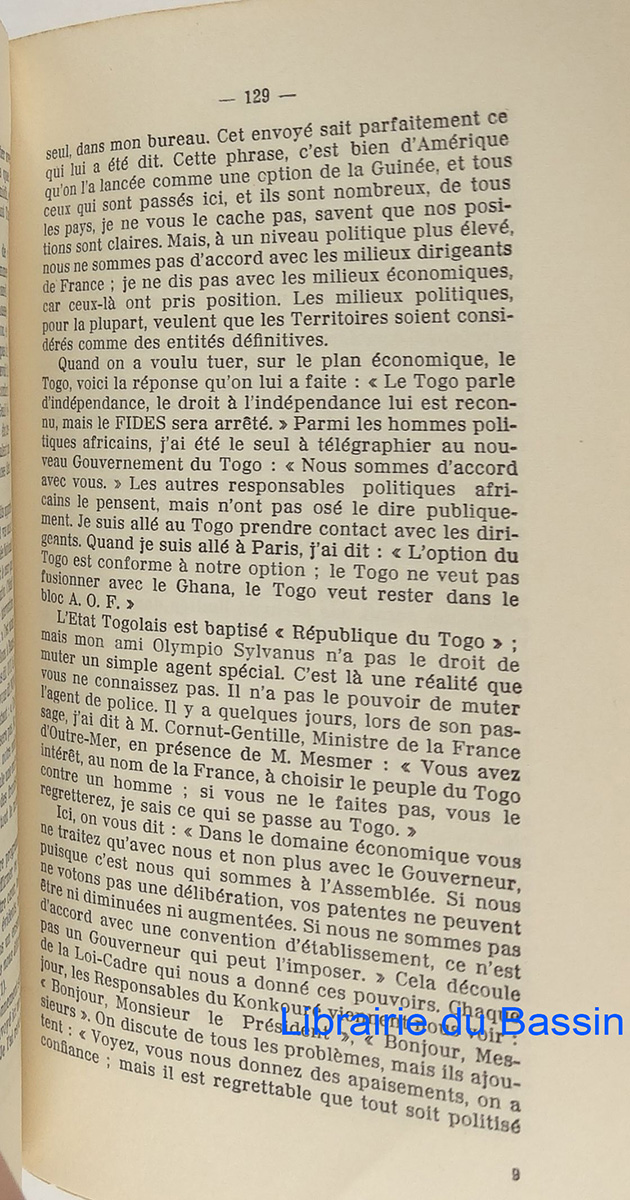 — 129 —
seul, dans mon bureau. Cet envoyé sait parfaitement ce
qui lui a été dit. Cette phrase, c'est bien d'Amérique
qu'on l'a lancée comme une cption de la Guinée, et tous
ceux qui sont passés ici, et ils sont nombreux, de tous
les pays, je ne vous le cache pas, savent que nos posi-
tions sont claires. Mais, à un niveau politique plus élevé,
nous ne sommes pas d'accord avec les milieux dirigeants
de France ; je ne dis pas avec les milieux économiques,
car ceux-là ont pris position. Les milieux politiques,
pour la plupart, veulent que les Territoires soient consi-
dérés comme des entités définitives.
Quand on a voulu tuer, sur le plan économique, le
Togo, voici la réponse qu'on lui a faite : « Le Togo parle
d'indépendance, le droit à l'indépendance lui est recon-
nu, mais le FIDES sera arrêté. » Parmi les hommes poli-
tiques africains, j'ai été le seul à télégraphier au nou-
veau Gouvernement du Togo : « Nous sommes d'accord
avec vous. » Les autres responsables politiques afri-
cains le pensent, mais n'ont pas osé le dire publique-
ment. Je suis allé au Togo prendre contact avec les diri-
geants. Quand je suis allé à Paris, j'ai dit : « L'option du
Togo est conforme à notre option ; le Togo ne veut pas
fusionner avec le Ghana, le Togo veut rester dans le
bloc A. O. F. »
L'Etat Togolais est baptisé « République du Togo » ;
mais mon ami Olympio Sylvanus n'a pas le droit de
muter un simple agent spécial. C'est là une réalité que
vous ne connaissez pas. Il n'a pas le pouvoir de muter
l'agent de police. Il y a quelques jours, lors de son pas-
sage, j'ai dit à M. Cornut-Gentille, Ministre de la France
d'Outre-Mer, en présence de M. Mesmer : « Vous avez
intérêt, au nom de la France, à choisir le peuple du Togo
contre un homme ; si vous ne le faites pas, vous le
regretterez, je sais ce qui se passe au Togo. »
Ici, on vous dit : « Dans le domaine économique vous
ne traitez qu'avec nous et non plus avec le Gouverneur,
puisque c'est nous qui sommes à l'Assemblée. Si nous
ne votons pas une délibération, vos patentes ne peuvent
être ni diminuées ni augmentées. Si nous ne sommes pas
d'accord avec une convention d'établissement, ce n'est
pas un Gouverneur qui peut l'imposer. » Cela découle
de la Loi-Cadre qui nous a donné ces pouvoirs. Chaque
jour, les Responsables du Konkouré viennent nous voir :
« Bonjour, Monsieur le Président », « Bonjour, Mes-
sieurs ». On discute de tous les problèmes, mais ils ajou-
tent : « Voyez, vous nous donnez des apaisements, on a
confiance ; mais il est regrettable que tout soit politisé
9
Librairie du Bassin